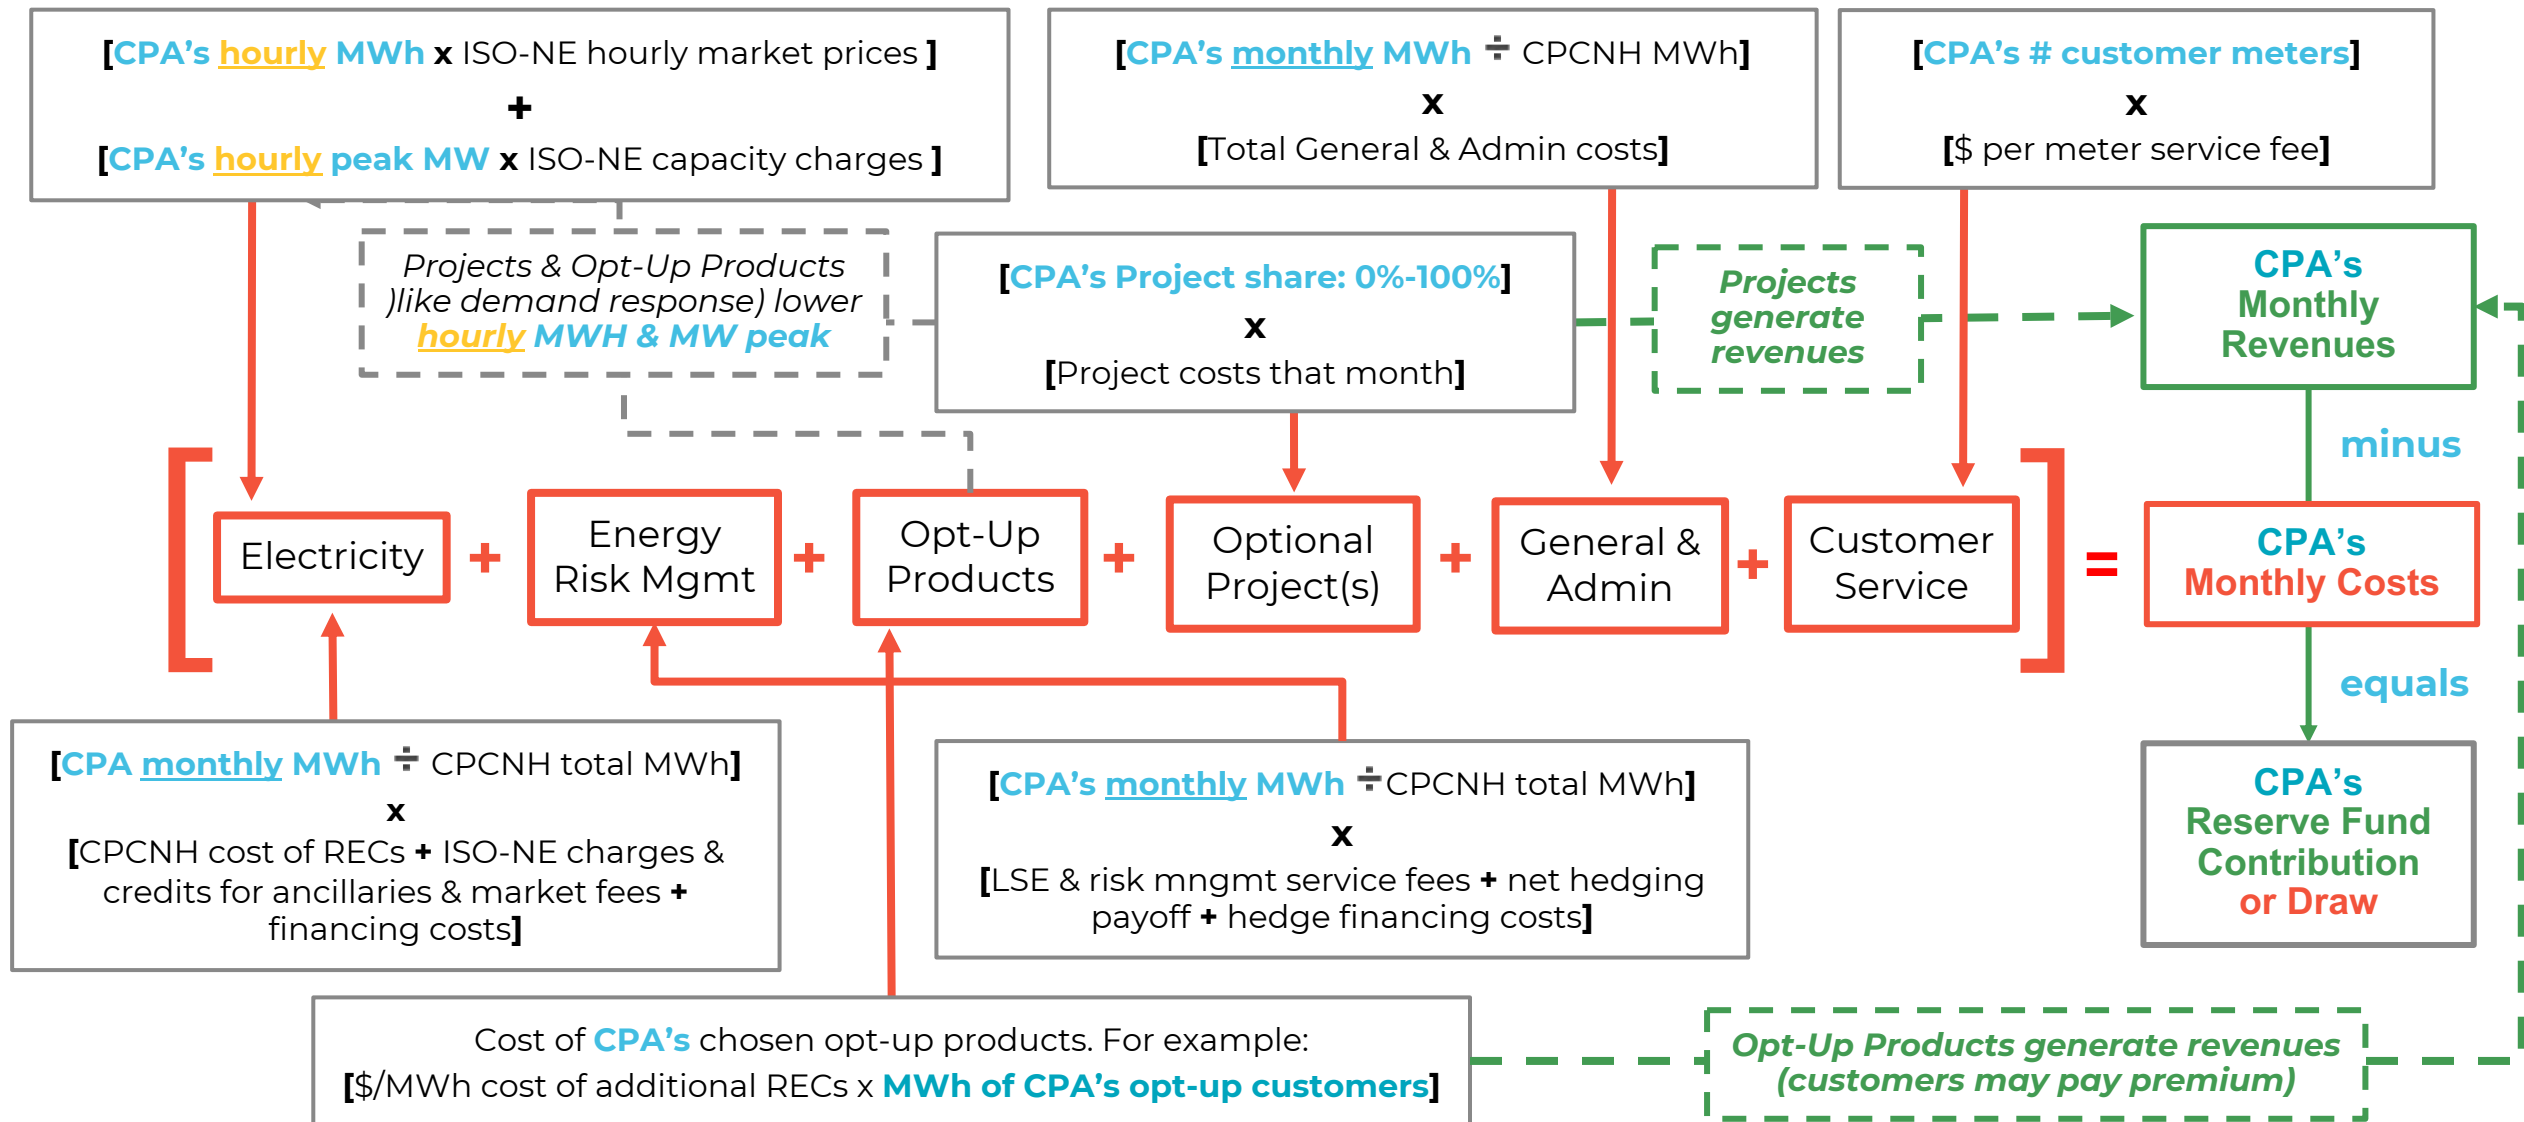 [CPA's hourly MWh x ISO-NE hourly market prices ]
+
[CPA's hourly peak MW x ISO-NE capacity charges ]
[CPA's monthly MWh ÷ CPCNH MWh]
x
[Total General & Admin costs]
[CPA's # customer meters]
x
[$ per meter service fee]
Projects & Opt-Up Products
)like demand response) lower
hourly MWH & MW peak
[CPA's Project share: 0%-100%]
x
[Project costs that month]
Projects
generate
revenues
CPA's
Monthly
Revenues
minus
[
Electricity
+
Energy
Risk Mgmt
+
Opt-Up
Products
+
Optional
Project(s)
+
General &
Admin
+
Customer
Service
]
=
CPA's
Monthly Costs
equals
[CPA monthly MWh ÷ CPCNH total MWh]
x
[CPCNH cost of RECs + ISO-NE charges &
credits for ancillaries & market fees +
financing costs]
[CPA's monthly MWh ÷CPCNH total MWh]
x
[LSE & risk mngmt service fees + net hedging
payoff + hedge financing costs]
CPA's
Reserve Fund
Contribution
or Draw
Cost of CPA's chosen opt-up products. For example:
[$/MWh cost of additional RECs x MWh of CPA's opt-up customers]
Opt-Up Products generate revenues
(customers may pay premium)